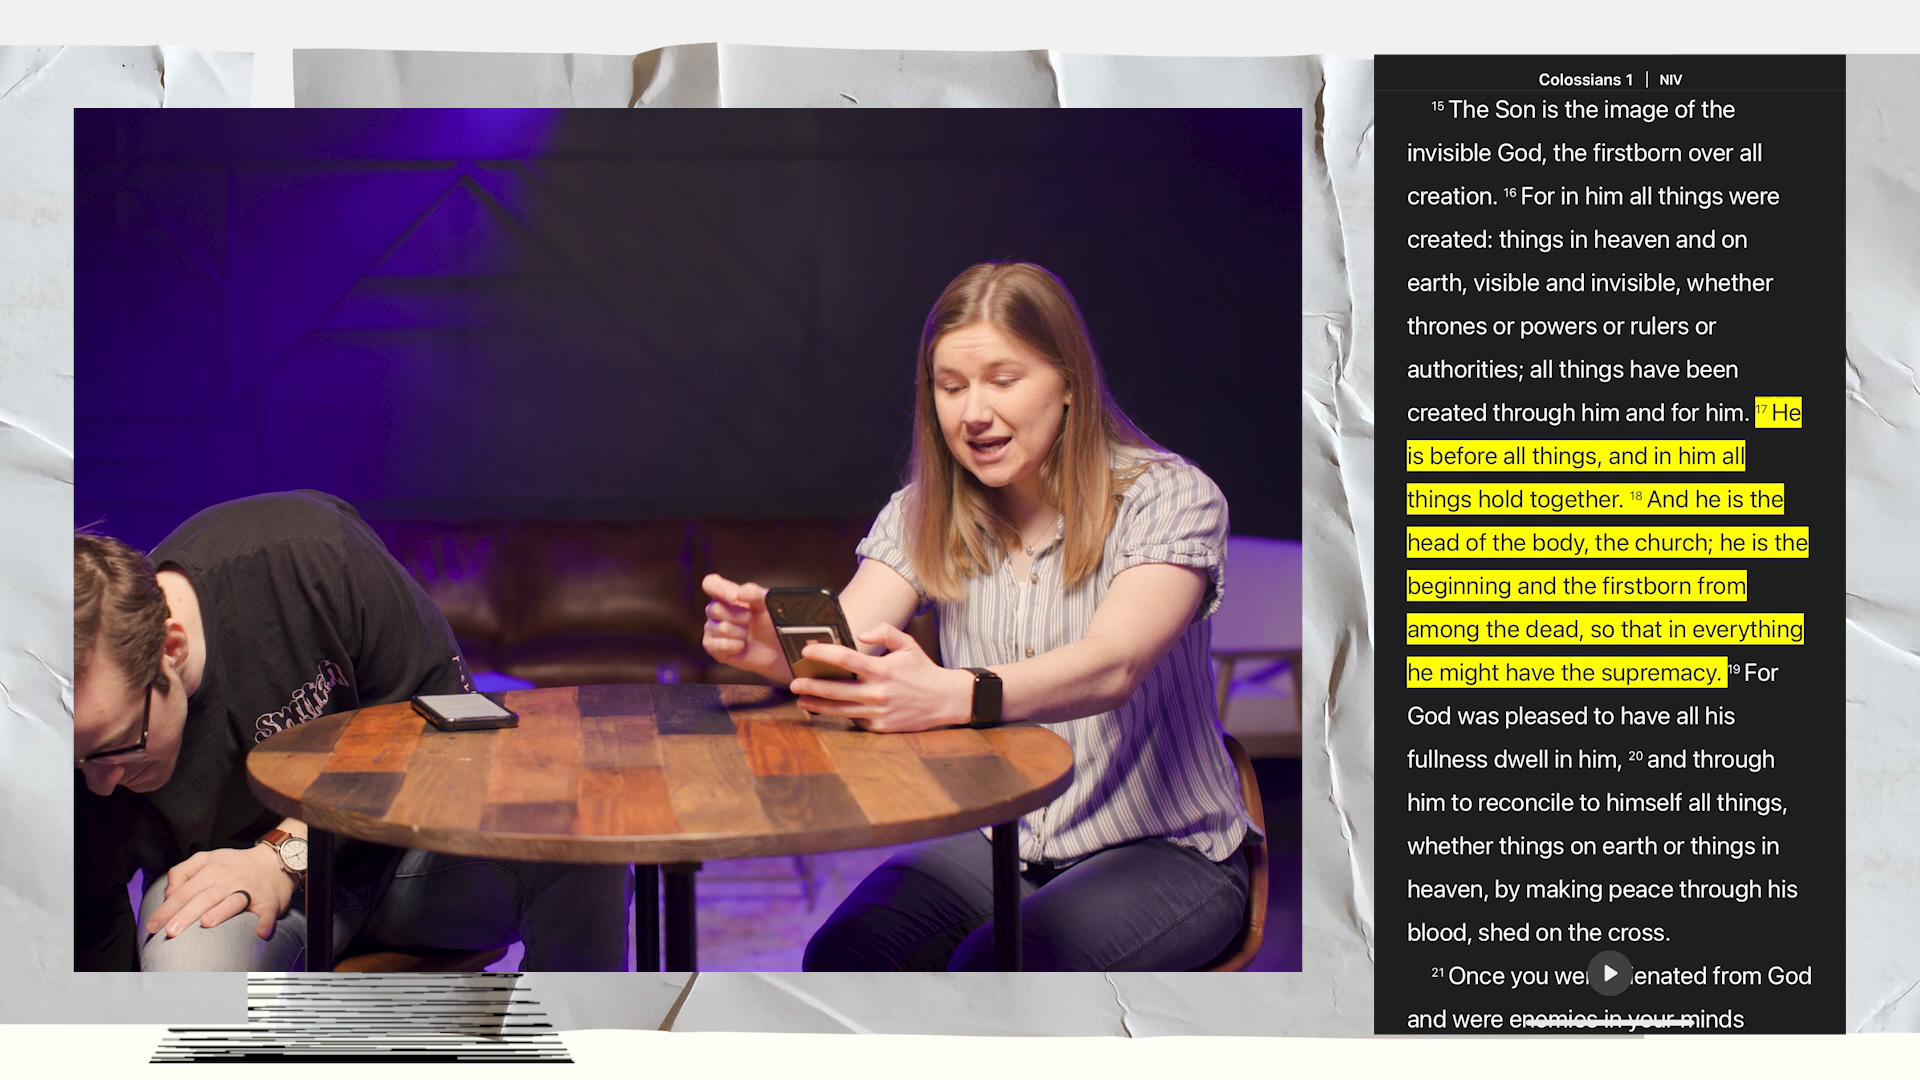 Colossians 1 | NIV
15 The Son is the image of the
invisible God, the firstborn over all
creation. 16 For in him all things were
created: things in heaven and on
earth, visible and invisible, whether
thrones or powers or rulers or
authorities; all things have been
created through him and for him. 17 He
is before all things, and in him all
things hold together. 18 And he is the
head of the body, the church; he is the
beginning and the firstborn from
among the dead, so that in everything
he might have the supremacy. 19 For
God was pleased to have all his
fullness dwell in him, 20 and through
him to reconcile to himself all things,
whether things on earth or things in
heaven, by making peace through his
blood, shed on the cross.
21 Once you from God
and were enemies in your minds